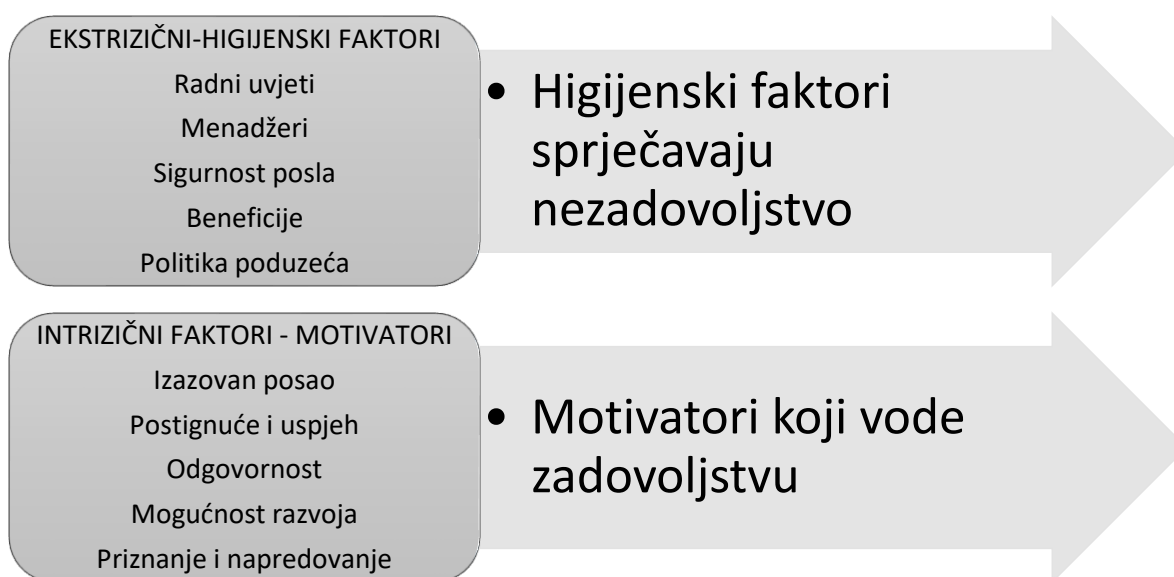 EKSTRIZIČNI-HIGIJENSKI FAKTORI
Radni uvjeti
Menadžeri
Sigurnost posla
Beneficije
Politika poduzeća
• Higijenski faktori
sprječavaju
nezadovoljstvo
INTRIZIČNI FAKTORI - MOTIVATORI
Izazovan posao
Postignuće i uspjeh
Odgovornost
Mogućnost razvoja
Priznanje i napredovanje
• Motivatori koji vode
zadovoljstvu